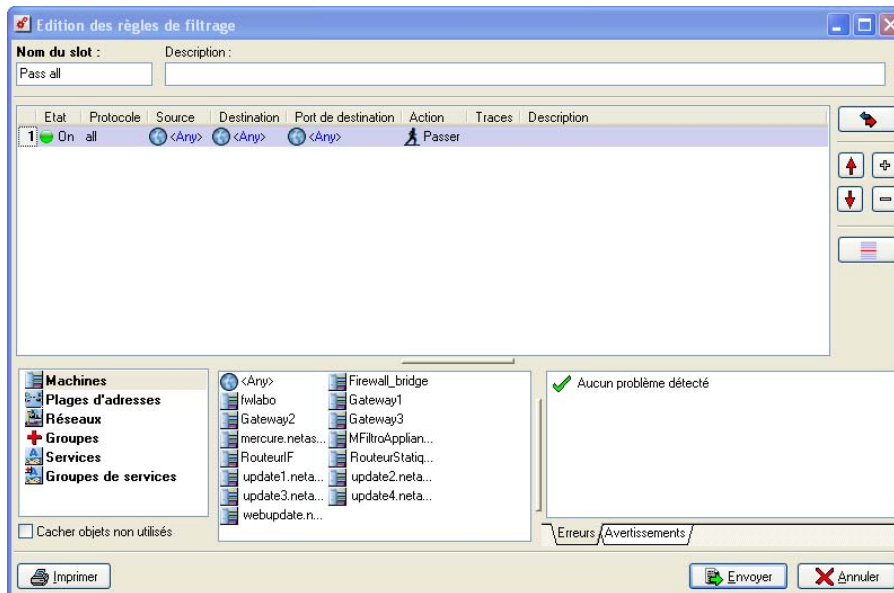 Edition des règles de filtrage
Nom du slot :
Description :
Pass all
Etat Protocole Source Destination Port de destination Action Traces Description
1 On all <Any> <Any> <Any> Passer
Machines
Plages d'adresses
Réseaux
Groupes
Services
Groupes de services
Cacher objets non utilisés
<Any> Firewall_bridge
fwlabo Gateway1
Gateway2 Gateway3
mercure.netas... MFiltroApplian...
RouteurIF RouteurStatiq...
update1.neta... update2.neta...
update3.neta... update4.neta...
webupdate.n...
Aucun problème détecté
Erreurs Avertissements
Imprimer
Envoyer
Annuler